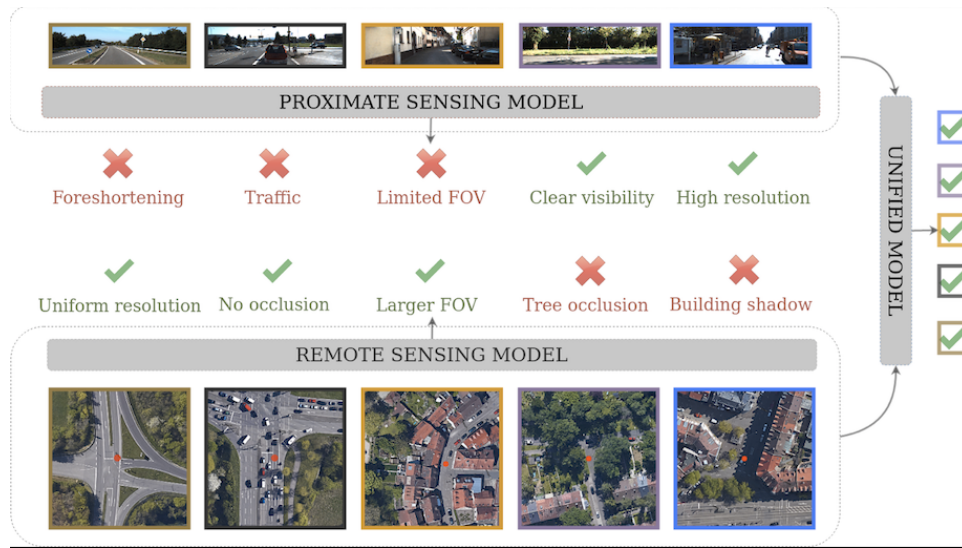 PROXIMATE SENSING MODEL
Foreshortening
Traffic
Limited FOV
Clear visibility
High resolution
Uniform resolution
No occlusion
Larger FOV
Tree occlusion
Building shadow
REMOTE SENSING MODEL
UNIFIED MODEL